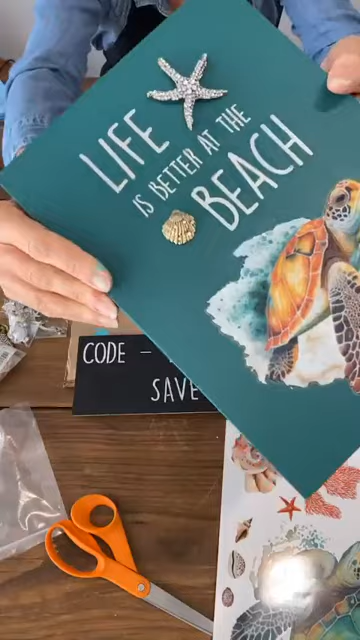 LIFE
IS BETTER AT THE
BEACH
CODE -
SAVE